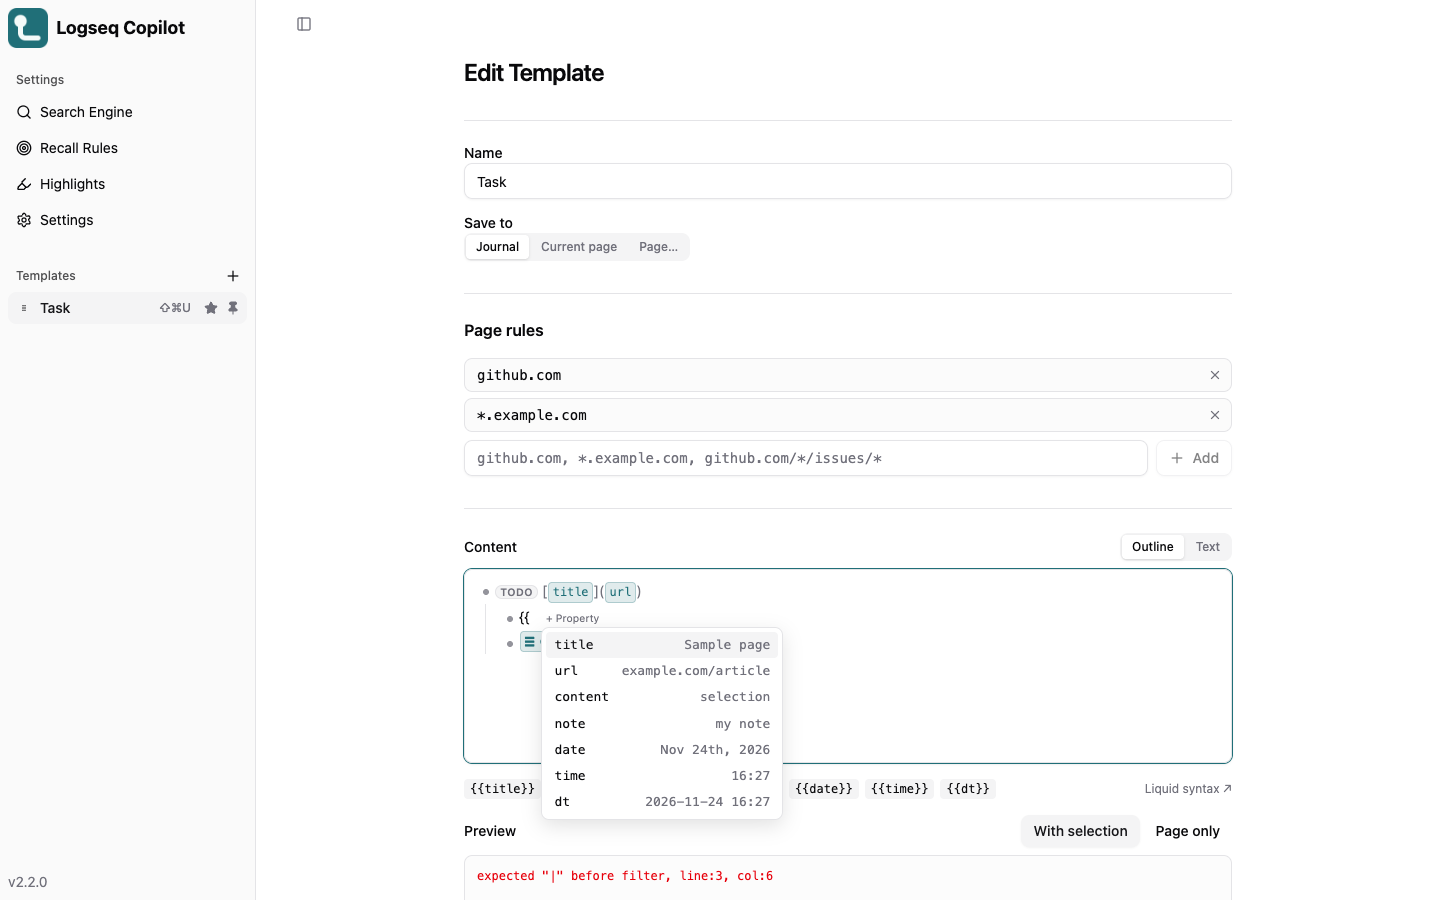 Logseq Copilot
Settings
Search Engine
Recall Rules
Highlights
Settings
Templates
Task ⇧⌘U
v2.2.0
Edit Template
Name
Task
Save to
Journal Current page Page...
Page rules
github.com
*.example.com
github.com, *.example.com, github.com/*/issues/*
Add
Content
Outline Text
TODO [title](url)
{{ + Property
title Sample page
url example.com/article
content selection
note my note
date Nov 24th, 2026
time 16:27
dt 2026-11-24 16:27
{{title}} {{date}} {{time}} {{dt}}
Liquid syntax ↗
Preview
With selection Page only
expected "|" before filter, line:3, col:6